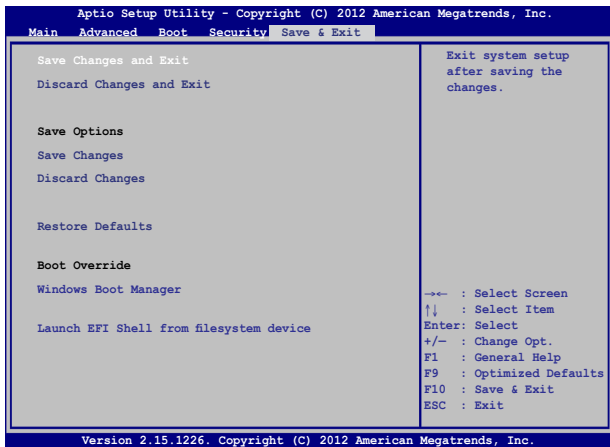 Aptio Setup Utility - Copyright (C) 2012 American Megatrends, Inc.
Main Advanced Boot Security Save & Exit
Save Changes and Exit
Discard Changes and Exit
Save Options
Save Changes
Discard Changes
Restore Defaults
Boot Override
Windows Boot Manager
Launch EFI Shell from filesystem device
Exit system setup
after saving the
changes.
→← : Select Screen
↑↓ : Select Item
Enter: Select
+/— : Change Opt.
F1 : General Help
F9 : Optimized Defaults
F10 : Save & Exit
ESC : Exit
Version 2.15.1226. Copyright (C) 2012 American Megatrends, Inc.